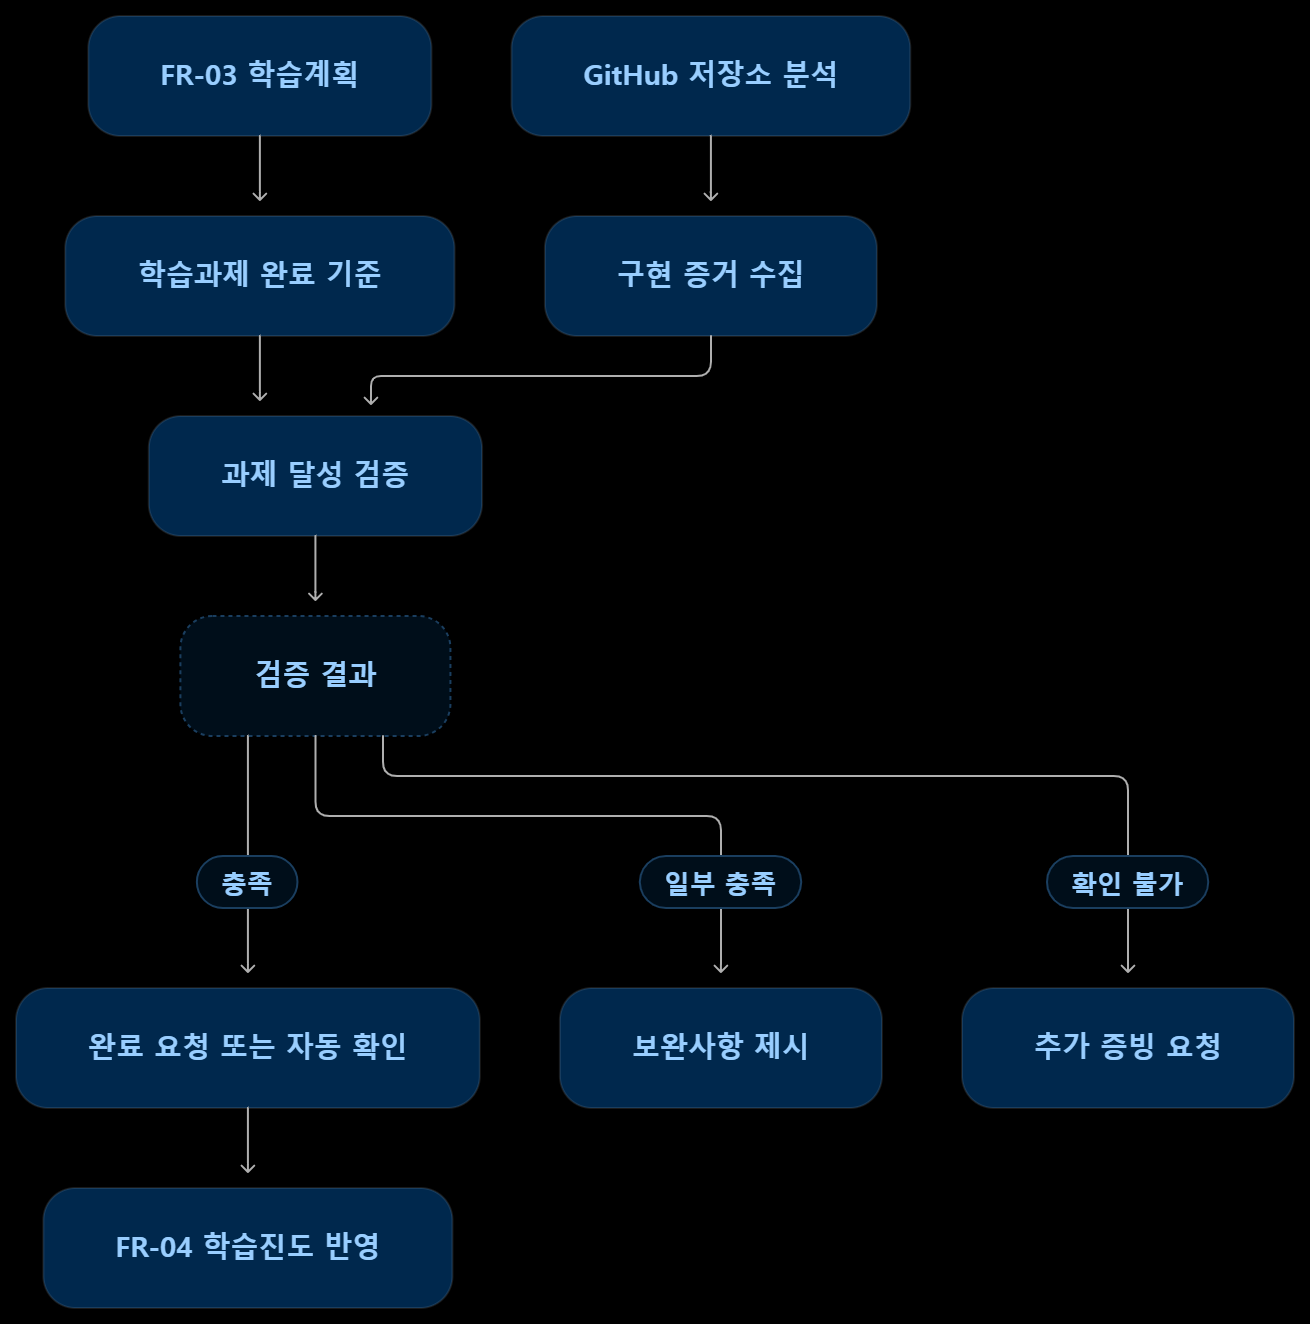 FR-03 학습계획
GitHub 저장소 분석
학습과제 완료 기준
구현 증거 수집
과제 달성 검증
검증 결과
충족
일부 충족
확인 불가
완료 요청 또는 자동 확인
보완사항 제시
추가 증빙 요청
FR-04 학습진도 반영